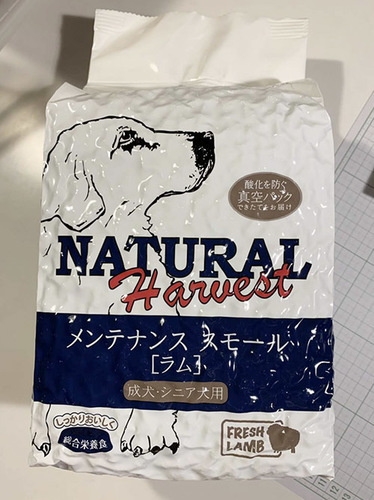 酸化を防ぐ
真空パック
できたてをお届け
NATURAL
Harvest
メンテナンス スモール
[ラム]
成犬・シニア犬用
しっかりおいしく
総合栄養食
FRESH
LAMB